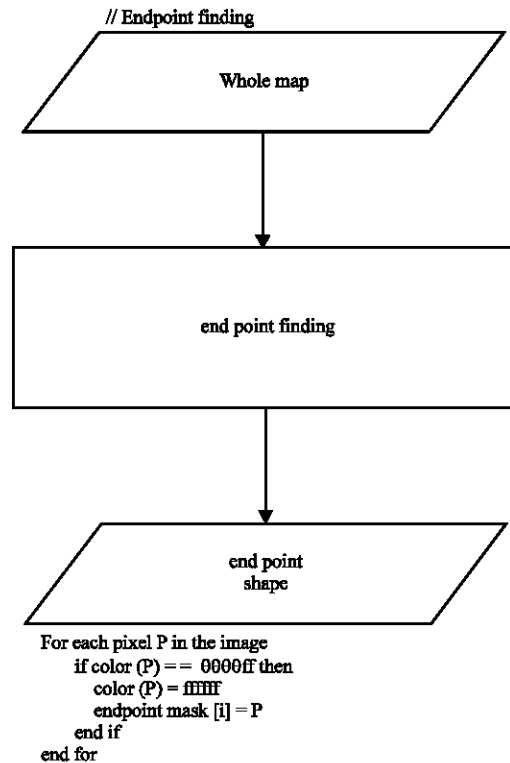 // Endpoint finding
Whole map
end point finding
end point
shape
For each pixel P in the image
if color (P) = = 0000ff then
color (P) = ffffff
endpoint mask [i] = P
end if
end for